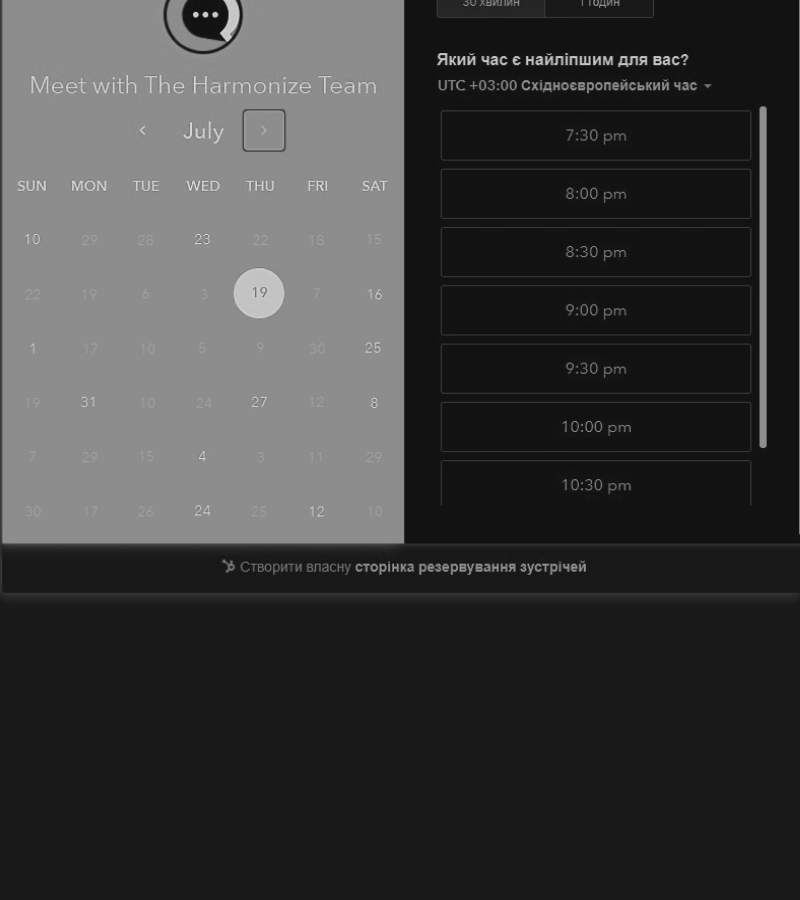 Meet with The Harmonize Team
July
SUN MON TUE WED THU FRI SAT
10 29 28 23 22 18 15
22 19 6 3 19 7 16
1 17 10 5 9 30 25
19 31 10 24 27 12 8
7 29 15 4 3 11 29
30 17 26 24 25 12 10
30 хвилин 1 годин
Який час є найліпшим для вас?
UTC +03:00 Східноєвропейський час
7:30 pm
8:00 pm
8:30 pm
9:00 pm
9:30 pm
10:00 pm
10:30 pm
Створити власну сторінка резервування зустрічей